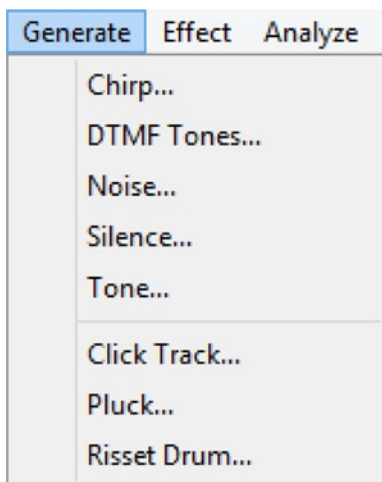 Generate Effect Analyze
Chirp...
DTMF Tones...
Noise...
Silence...
Tone...
Click Track...
Pluck...
Risset Drum...